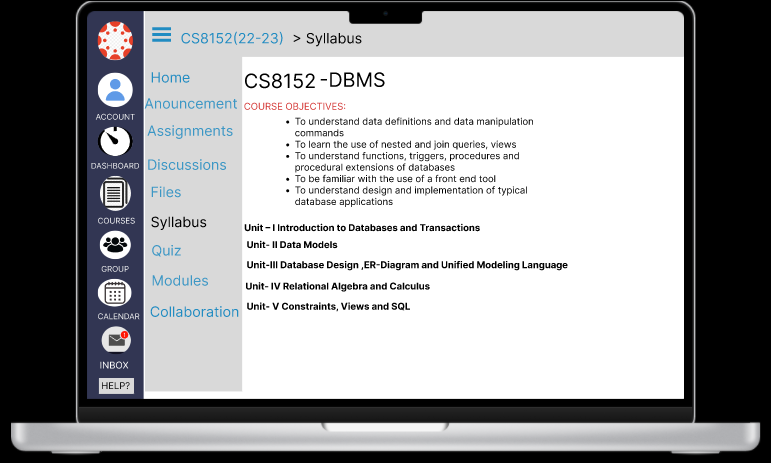 CS8152(22-23) > Syllabus
ACCOUNT
DASHBOARD
COURSES
GROUP
CALENDAR
1
INBOX
HELP?
Home
Anouncement
Assignments
Discussions
Files
Syllabus
Quiz
Modules
Collaboration
CS8152 -DBMS
COURSE OBJECTIVES:
• To understand data definitions and data manipulation
commands
• To learn the use of nested and join queries, views
• To understand functions, triggers, procedures and
procedural extensions of databases
• To be familiar with the use of a front end tool
• To understand design and implementation of typical
database applications
Unit – I Introduction to Databases and Transactions
Unit- II Data Models
Unit-III Database Design ,ER-Diagram and Unified Modeling Language
Unit- IV Relational Algebra and Calculus
Unit- V Constraints, Views and SQL